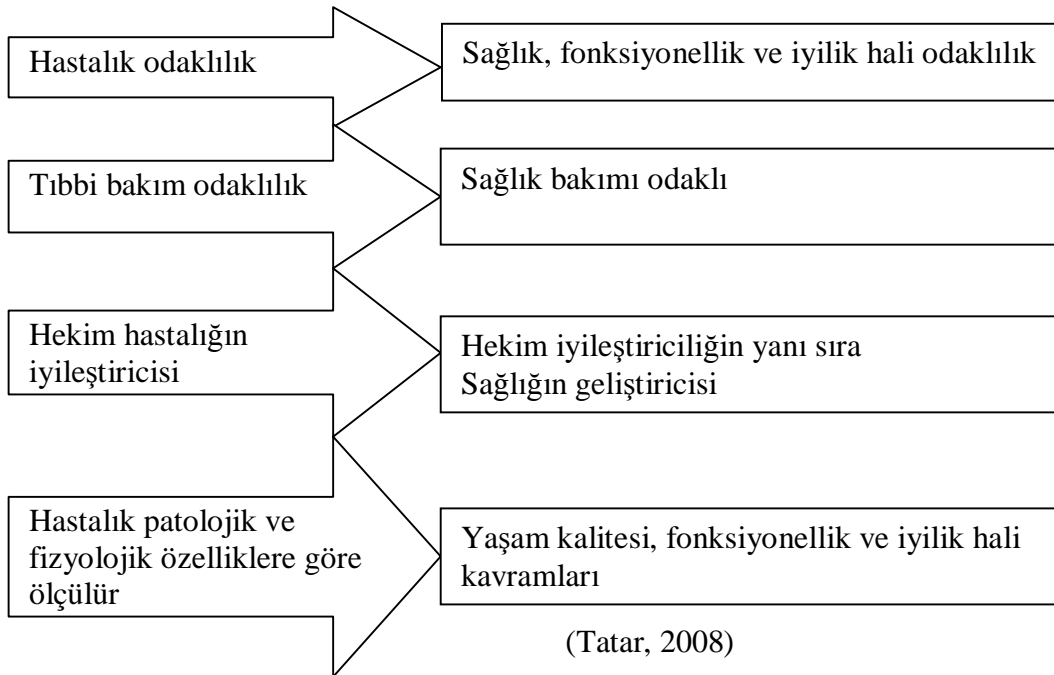 Hastalık odaklılık
Sağlık, fonksiyonellik ve iyilik hali odaklılık
Tıbbi bakım odaklılık
Sağlık bakımı odaklı
Hekim hastalığın
iyileştiricisi
Hekim iyileştiriciliğin yanı sıra
Sağlığın geliştiricisi
Hastalık patolojik ve
fizyolojik özelliklere göre
ölçülür
Yaşam kalitesi, fonksiyonellik ve iyilik hali
kavramları
(Tatar, 2008)